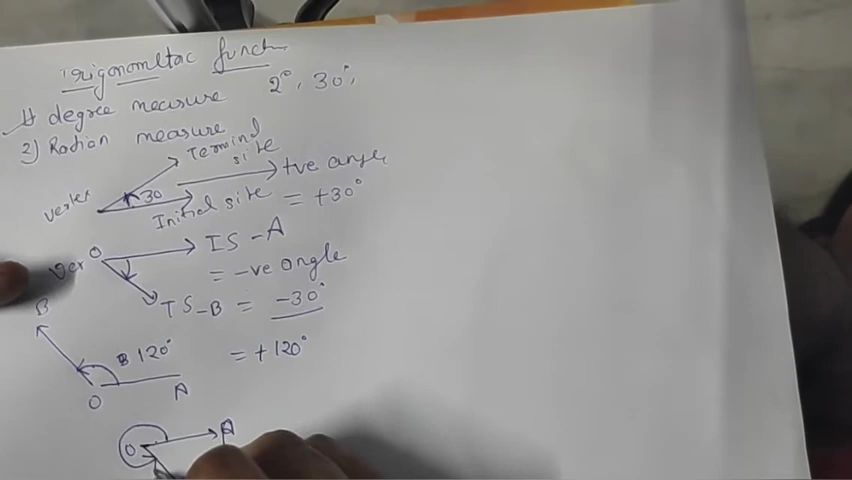 Trigonometric funct
1) degree measure 2°, 30°,
2) Radian measure
Terminal site
vertex 30 +ve angle
Initial site = +30°
O IS - A
ver = -ve angle
TS - B = -30°
B
B 120° = +120°
O A
O A